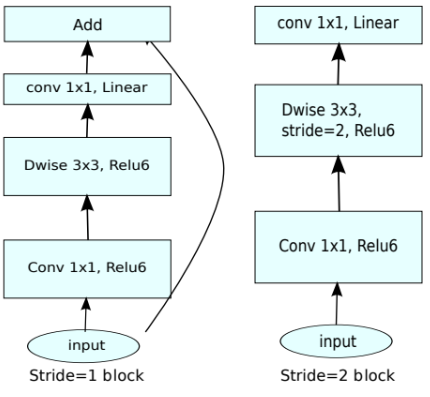 Add
conv 1x1, Linear
Dwise 3x3, Relu6
Conv 1x1, Relu6
input
Stride=1 block
conv 1x1, Linear
Dwise 3x3,
stride=2, Relu6
Conv 1x1, Relu6
input
Stride=2 block